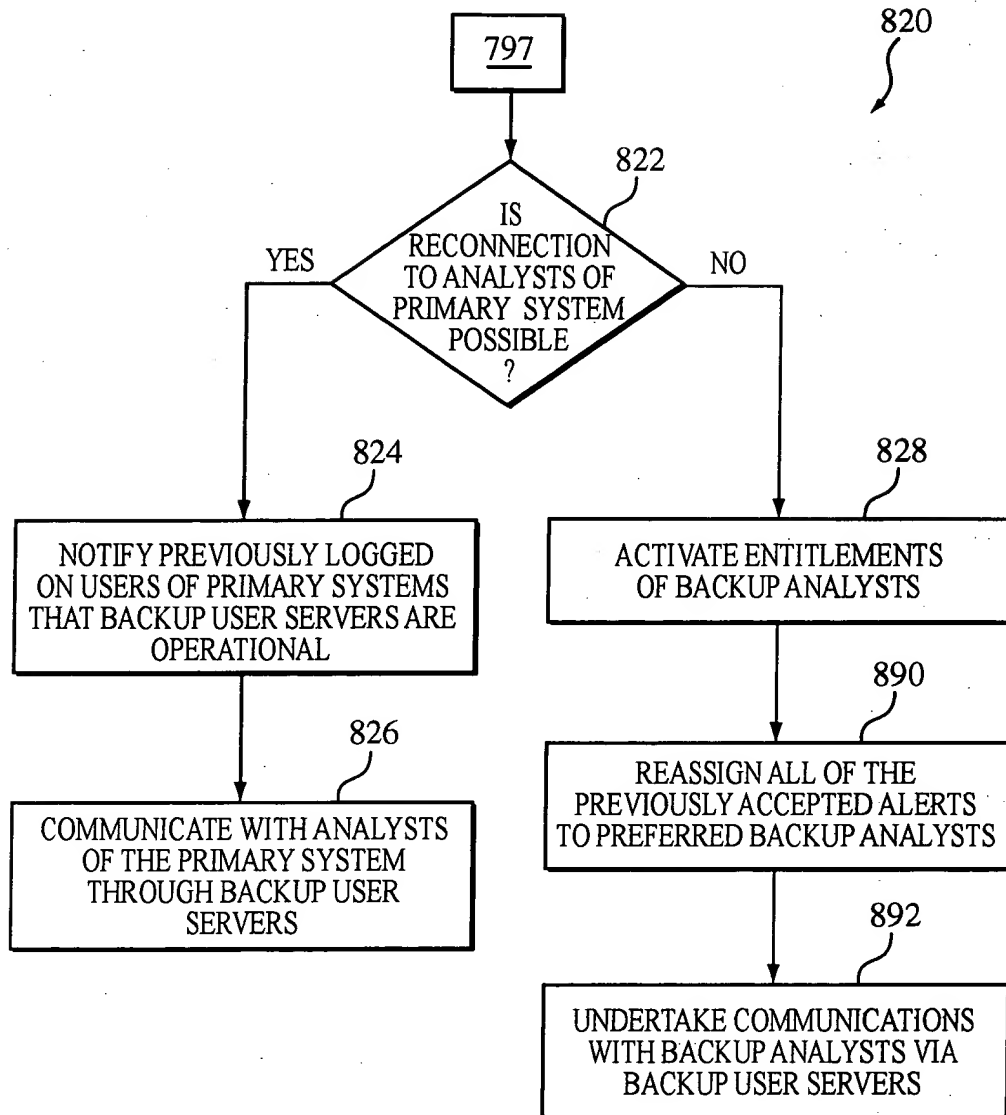 820
797
822
IS
RECONNECTION
TO ANALYSTS OF
PRIMARY SYSTEM
POSSIBLE
?
YES
NO
824
NOTIFY PREVIOUSLY LOGGED
ON USERS OF PRIMARY SYSTEMS
THAT BACKUP USER SERVERS ARE
OPERATIONAL
826
COMMUNICATE WITH ANALYSTS
OF THE PRIMARY SYSTEM
THROUGH BACKUP USER
SERVERS
828
ACTIVATE ENTITLEMENTS
OF BACKUP ANALYSTS
890
REASSIGN ALL OF THE
PREVIOUSLY ACCEPTED ALERTS
TO PREFERRED BACKUP ANALYSTS
892
UNDERTAKE COMMUNICATIONS
WITH BACKUP ANALYSTS VIA
BACKUP USER SERVERS